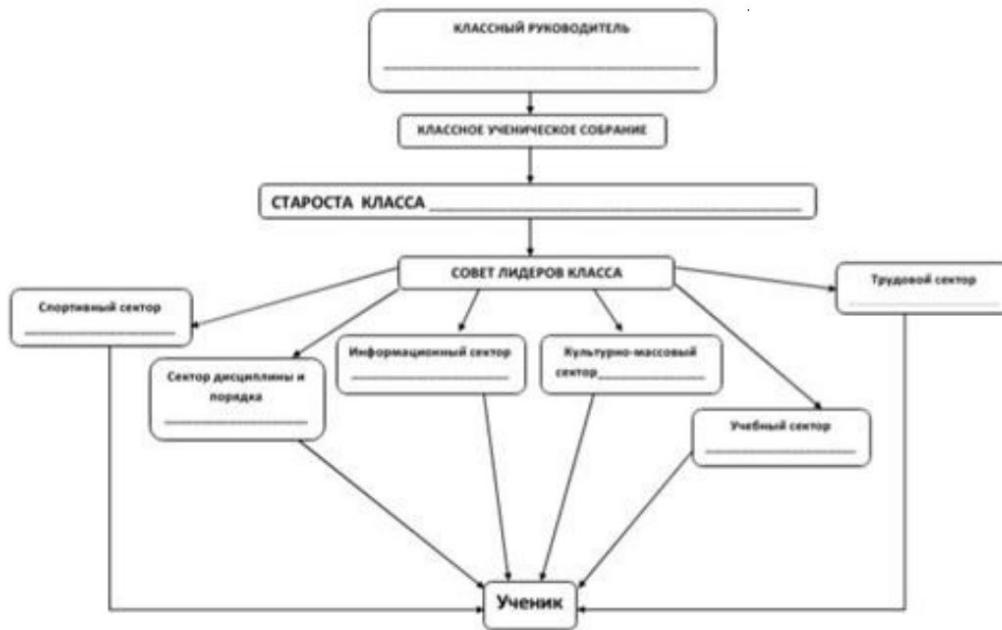 КЛАССНЫЙ РУКОВОДИТЕЛЬ
КЛАССНОЕ УЧЕНИЧЕСКОЕ СОБРАНИЕ
СТАРОСТА КЛАССА
СОВЕТ ЛИДЕРОВ КЛАССА
Спортивный сектор
Сектор дисциплины и
порядка
Информационный сектор
Культурно-массовый
сектор
Учебный сектор
Трудовой сектор
Ученик